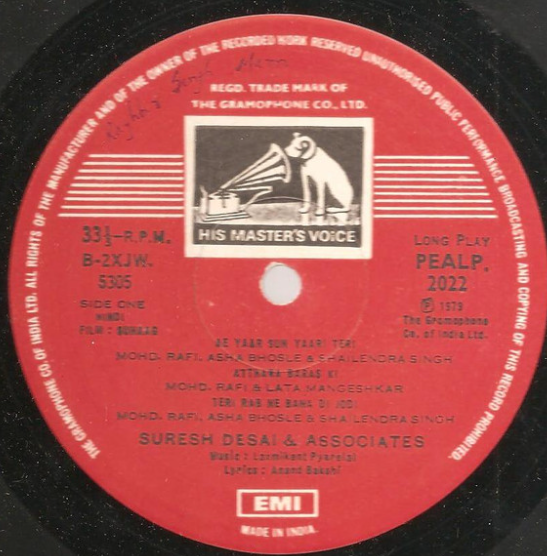 THE GRAMOPHONE CO. OF INDIA LTD. ALL RIGHTS OF THE MANUFACTURER AND OF THE OWNER OF THE RECORDED WORK RESERVED UNAUTHORISED PUBLIC PERFORMANCE BROADCASTING AND COPYING OF THIS RECORD PROHIBITED.
Singh
REGD. TRADE MARK OF
THE GRAMOPHONE CO., LTD.
HIS MASTER'S VOICE
33⅓-R.P.M.
B-2XJW.
5305
SIDE ONE
HINDI
FILM : SUHAAG
LONG PLAY
PEALP.
2022
Ⓟ 1979
The Gramophone
Co. of India Ltd.
AE YAAR SUN YAARI TERI
MOHD. RAFI, ASHA BHOSLE & SHAILENDRA SINGH
ATTHARA BARAS KI
MOHD. RAFI & LATA MANGESHKAR
TERI RAB NE BANA DI JODI
MOHD. RAFI, ASHA BHOSLE & SHAILENDRA SINGH
SURESH DESAI & ASSOCIATES
Music : Laxmikant Pyarelal
Lyrics : Anand Bakshi
EMI
MADE IN INDIA.